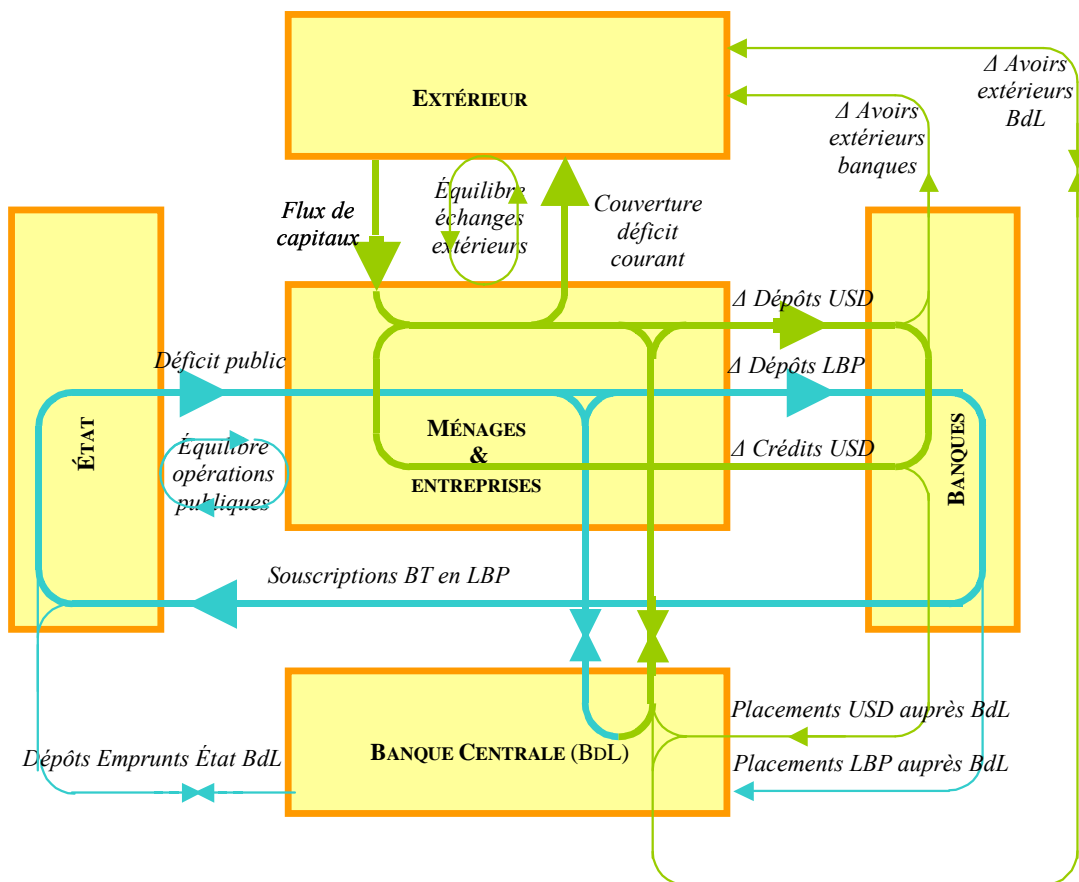 Δ Avoirs
extérieurs
BdL
EXTÉRIEUR
Δ Avoirs
extérieurs
banques
Équilibre
échanges
extérieurs
Flux de
capitaux
Couverture
déficit
courant
Δ Dépôts USD
Déficit public
Δ Dépôts LBP
ÉTAT
MÉNAGES
&
ENTREPRISES
Équilibre
opérations
publiques
Δ Crédits USD
BANQUES
Souscriptions BT en LBP
Placements USD auprès BdL
BANQUE CENTRALE (BDL)
Dépôts Emprunts État BdL
Placements LBP auprès BdL